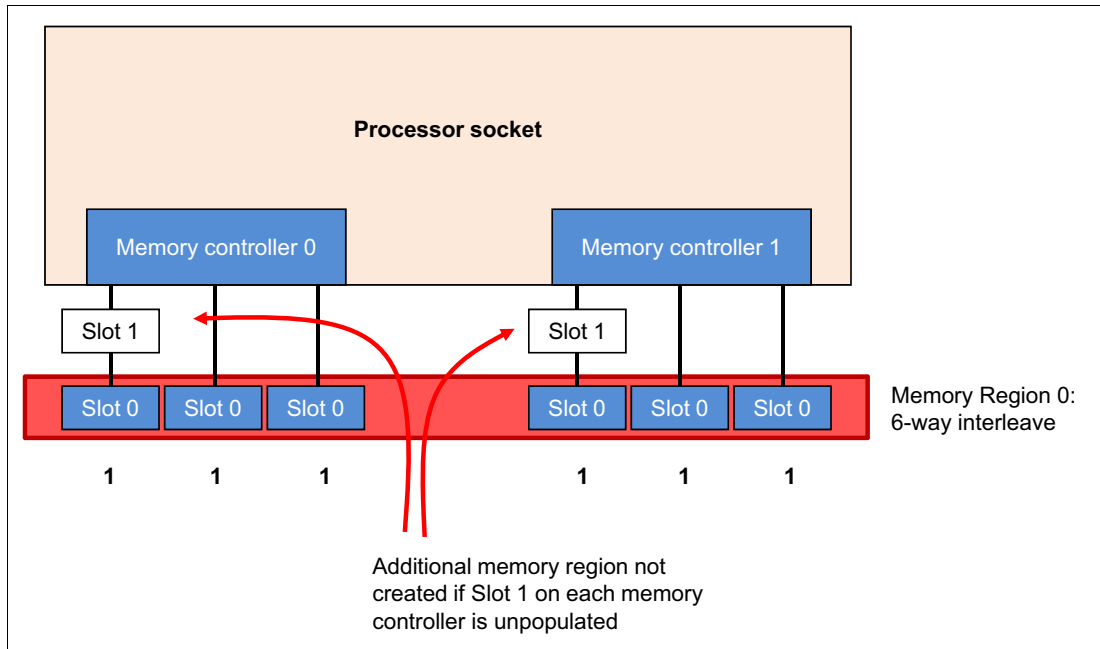 Processor socket
Memory controller 0
Memory controller 1
Slot 1
Slot 1
Slot 0
Slot 0
Slot 0
Slot 0
Slot 0
Slot 0
Memory Region 0:
6-way interleave
1
1
1
1
1
1
Additional memory region not
created if Slot 1 on each memory
controller is unpopulated